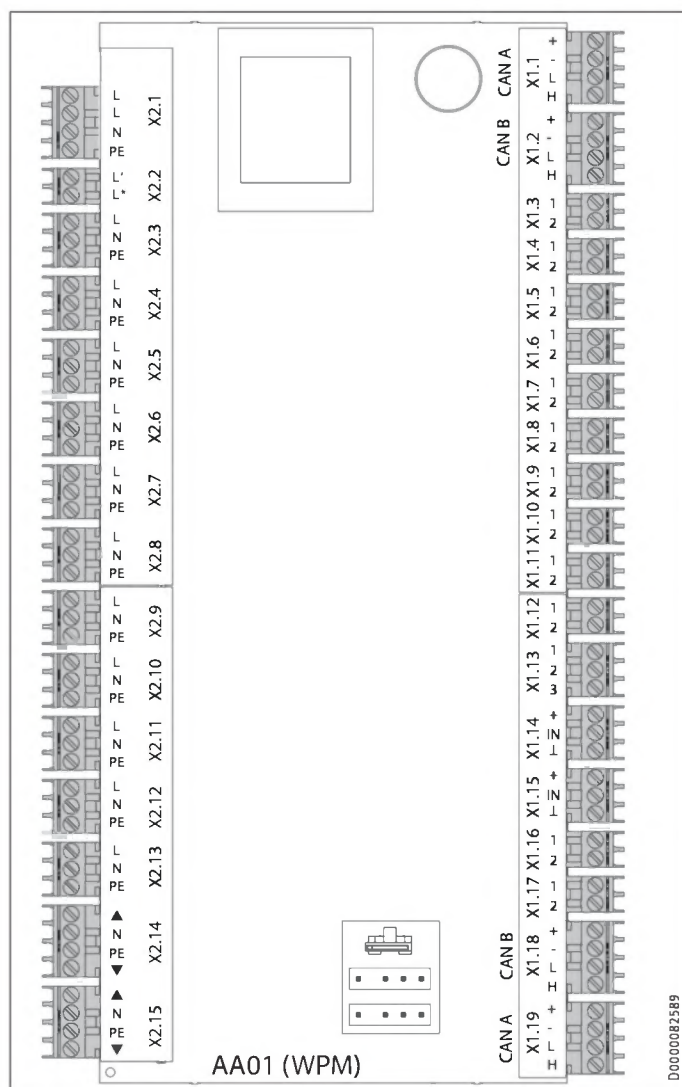 L
L
N
PE
X2.1
L'
L*
X2.2
L
N
PE
X2.3
L
N
PE
X2.4
L
N
PE
X2.5
L
N
PE
X2.6
L
N
PE
X2.7
L
N
PE
X2.8
L
N
PE
X2.9
L
N
PE
X2.10
L
N
PE
X2.11
L
N
PE
X2.12
L
N
PE
X2.13
▲
N
PE
▼
X2.14
▲
N
PE
▼
X2.15
CAN A
X1.1
+
-
L
H
CAN B
X1.2
+
-
L
H
X1.3
1
2
X1.4
1
2
X1.5
1
2
X1.6
1
2
X1.7
1
2
X1.8
1
2
X1.9
1
2
X1.10
1
2
X1.11
1
2
X1.12
1
2
X1.13
1
2
3
X1.14
+
IN
⊥
X1.15
+
IN
⊥
X1.16
1
2
X1.17
1
2
CAN B
X1.18
+
-
L
H
CAN A
X1.19
+
-
L
H
AA01 (WPM)
D0000082589